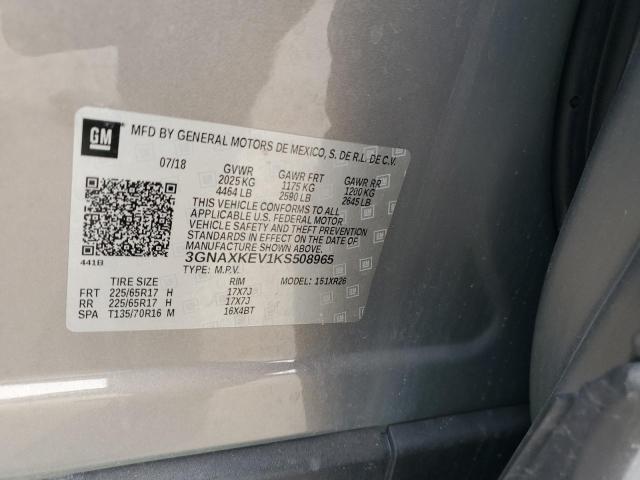 GM
MFD BY GENERAL MOTORS DE MEXICO, S. DE R.L. DE C.V.
07/18 GVWR GAWR FRT GAWR RR
2025 KG 1175 KG 1200 KG
4464 LB 2590 LB 2645 LB
THIS VEHICLE CONFORMS TO ALL
APPLICABLE U.S. FEDERAL MOTOR
VEHICLE SAFETY AND THEFT PREVENTION
STANDARDS IN EFFECT ON THE DATE OF
MANUFACTURE SHOWN ABOVE.
441B 3GNAXKEV1KS508965
TYPE: M.P.V. MODEL: 151XR26
TIRE SIZE RIM
FRT 225/65R17 H 17X7J
RR 225/65R17 H 17X7J
SPA T135/70R16 M 16X4BT